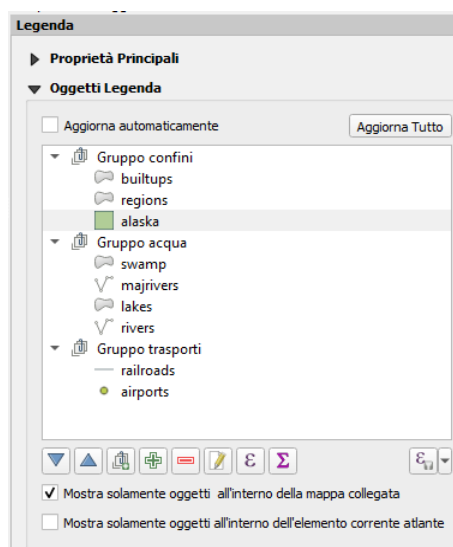 Legenda
Proprietà Principali
Oggetti Legenda
Aggiorna automaticamente
Aggiorna Tutto
Gruppo confini
builtups
regions
alaska
Gruppo acqua
swamp
majrivers
lakes
rivers
Gruppo trasporti
railroads
airports
ε Σ ε
Mostra solamente oggetti all'interno della mappa collegata
Mostra solamente oggetti all'interno dell'elemento corrente atlante